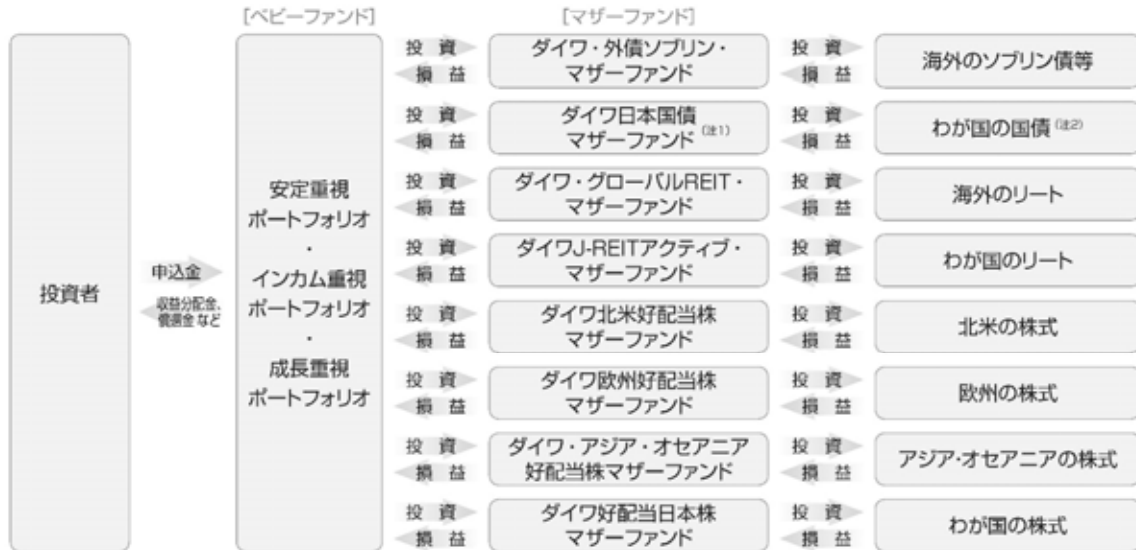 [ベビーファンド]
[マザーファンド]
投資者
申込金
収益分配金、
償還金 など
安定重視
ポートフォリオ
・
インカム重視
ポートフォリオ
・
成長重視
ポートフォリオ
投 資
損 益
ダイワ・外債ソブリン・
マザーファンド
投 資
損 益
海外のソブリン債等
投 資
損 益
ダイワ日本国債
マザーファンド (注1)
投 資
損 益
わが国の国債 (注2)
投 資
損 益
ダイワ・グローバルREIT・
マザーファンド
投 資
損 益
海外のリート
投 資
損 益
ダイワJ-REITアクティブ・
マザーファンド
投 資
損 益
わが国のリート
投 資
損 益
ダイワ北米好配当株
マザーファンド
投 資
損 益
北米の株式
投 資
損 益
ダイワ欧州好配当株
マザーファンド
投 資
損 益
欧州の株式
投 資
損 益
ダイワ・アジア・オセアニア
好配当株マザーファンド
投 資
損 益
アジア・オセアニアの株式
投 資
損 益
ダイワ好配当日本株
マザーファンド
投 資
損 益
わが国の株式